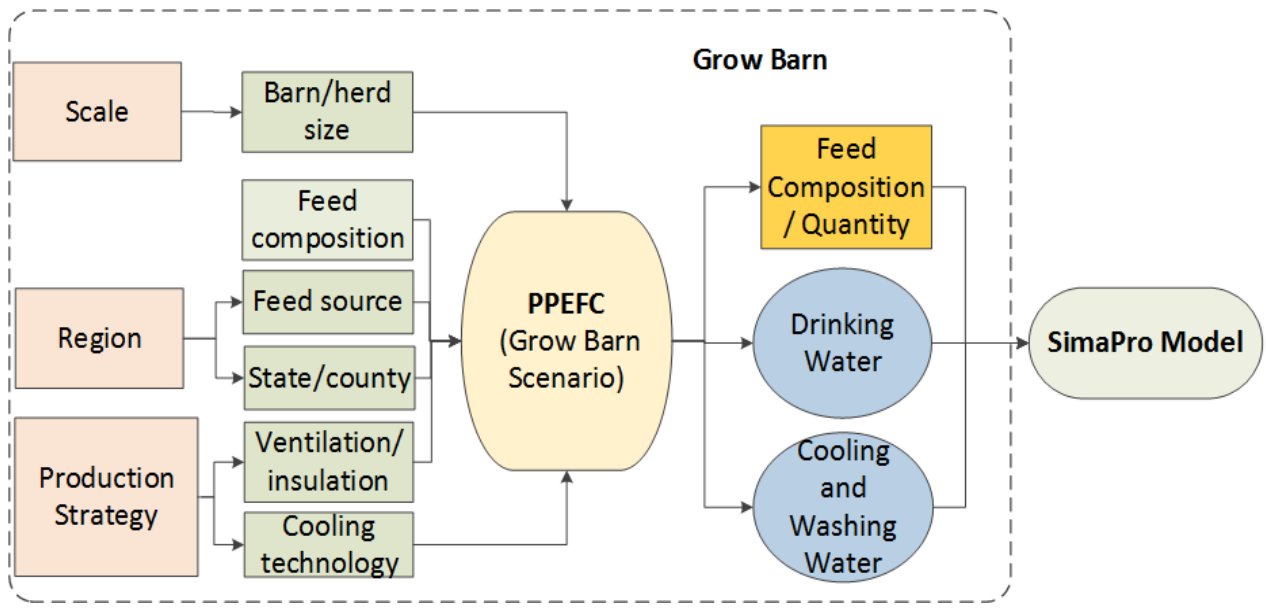 Grow Barn
Scale
Barn/herd
size
Feed
composition
Region
Feed source
State/county
Production
Strategy
Ventilation/
insulation
Cooling
technology
PPEFC
(Grow Barn
Scenario)
Feed
Composition
/ Quantity
Drinking
Water
Cooling
and
Washing
Water
SimaPro Model